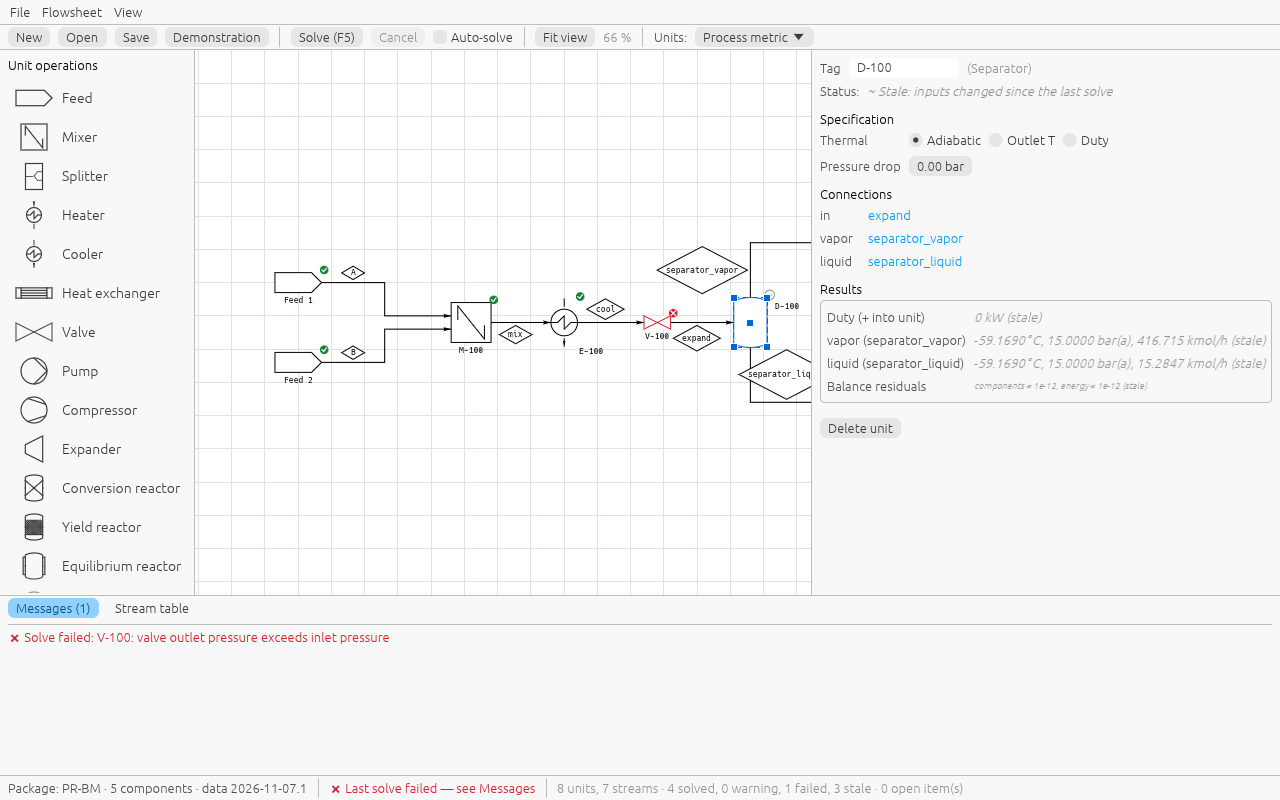 File Flowsheet View
New Open Save Demonstration Solve (F5) Cancel Auto-solve Fit view 66 % Units: Process metric
Unit operations
Feed
Mixer
Splitter
Heater
Cooler
Heat exchanger
Valve
Pump
Compressor
Expander
Conversion reactor
Yield reactor
Equilibrium reactor
A
Feed 1
B
Feed 2
M-100
mix
cool
E-100
V-100
expand
separator_vapor
D-100
separator_liq
Tag D-100 (Separator)
Status: ~ Stale: inputs changed since the last solve
Specification
Thermal Adiabatic Outlet T Duty
Pressure drop 0.00 bar
Connections
in expand
vapor separator_vapor
liquid separator_liquid
Results
Duty (+ into unit) 0 kW (stale)
vapor (separator_vapor) -59.1690°C, 15.0000 bar(a), 416.715 kmol/h (stale)
liquid (separator_liquid) -59.1690°C, 15.0000 bar(a), 15.2847 kmol/h (stale)
Balance residuals components < 1e-12, energy < 1e-12 (stale)
Delete unit
Messages (1) Stream table
× Solve failed: V-100: valve outlet pressure exceeds inlet pressure
Package: PR-BM · 5 components · data 2026-11-07.1 × Last solve failed — see Messages 8 units, 7 streams · 4 solved, 0 warning, 1 failed, 3 stale · 0 open item(s)